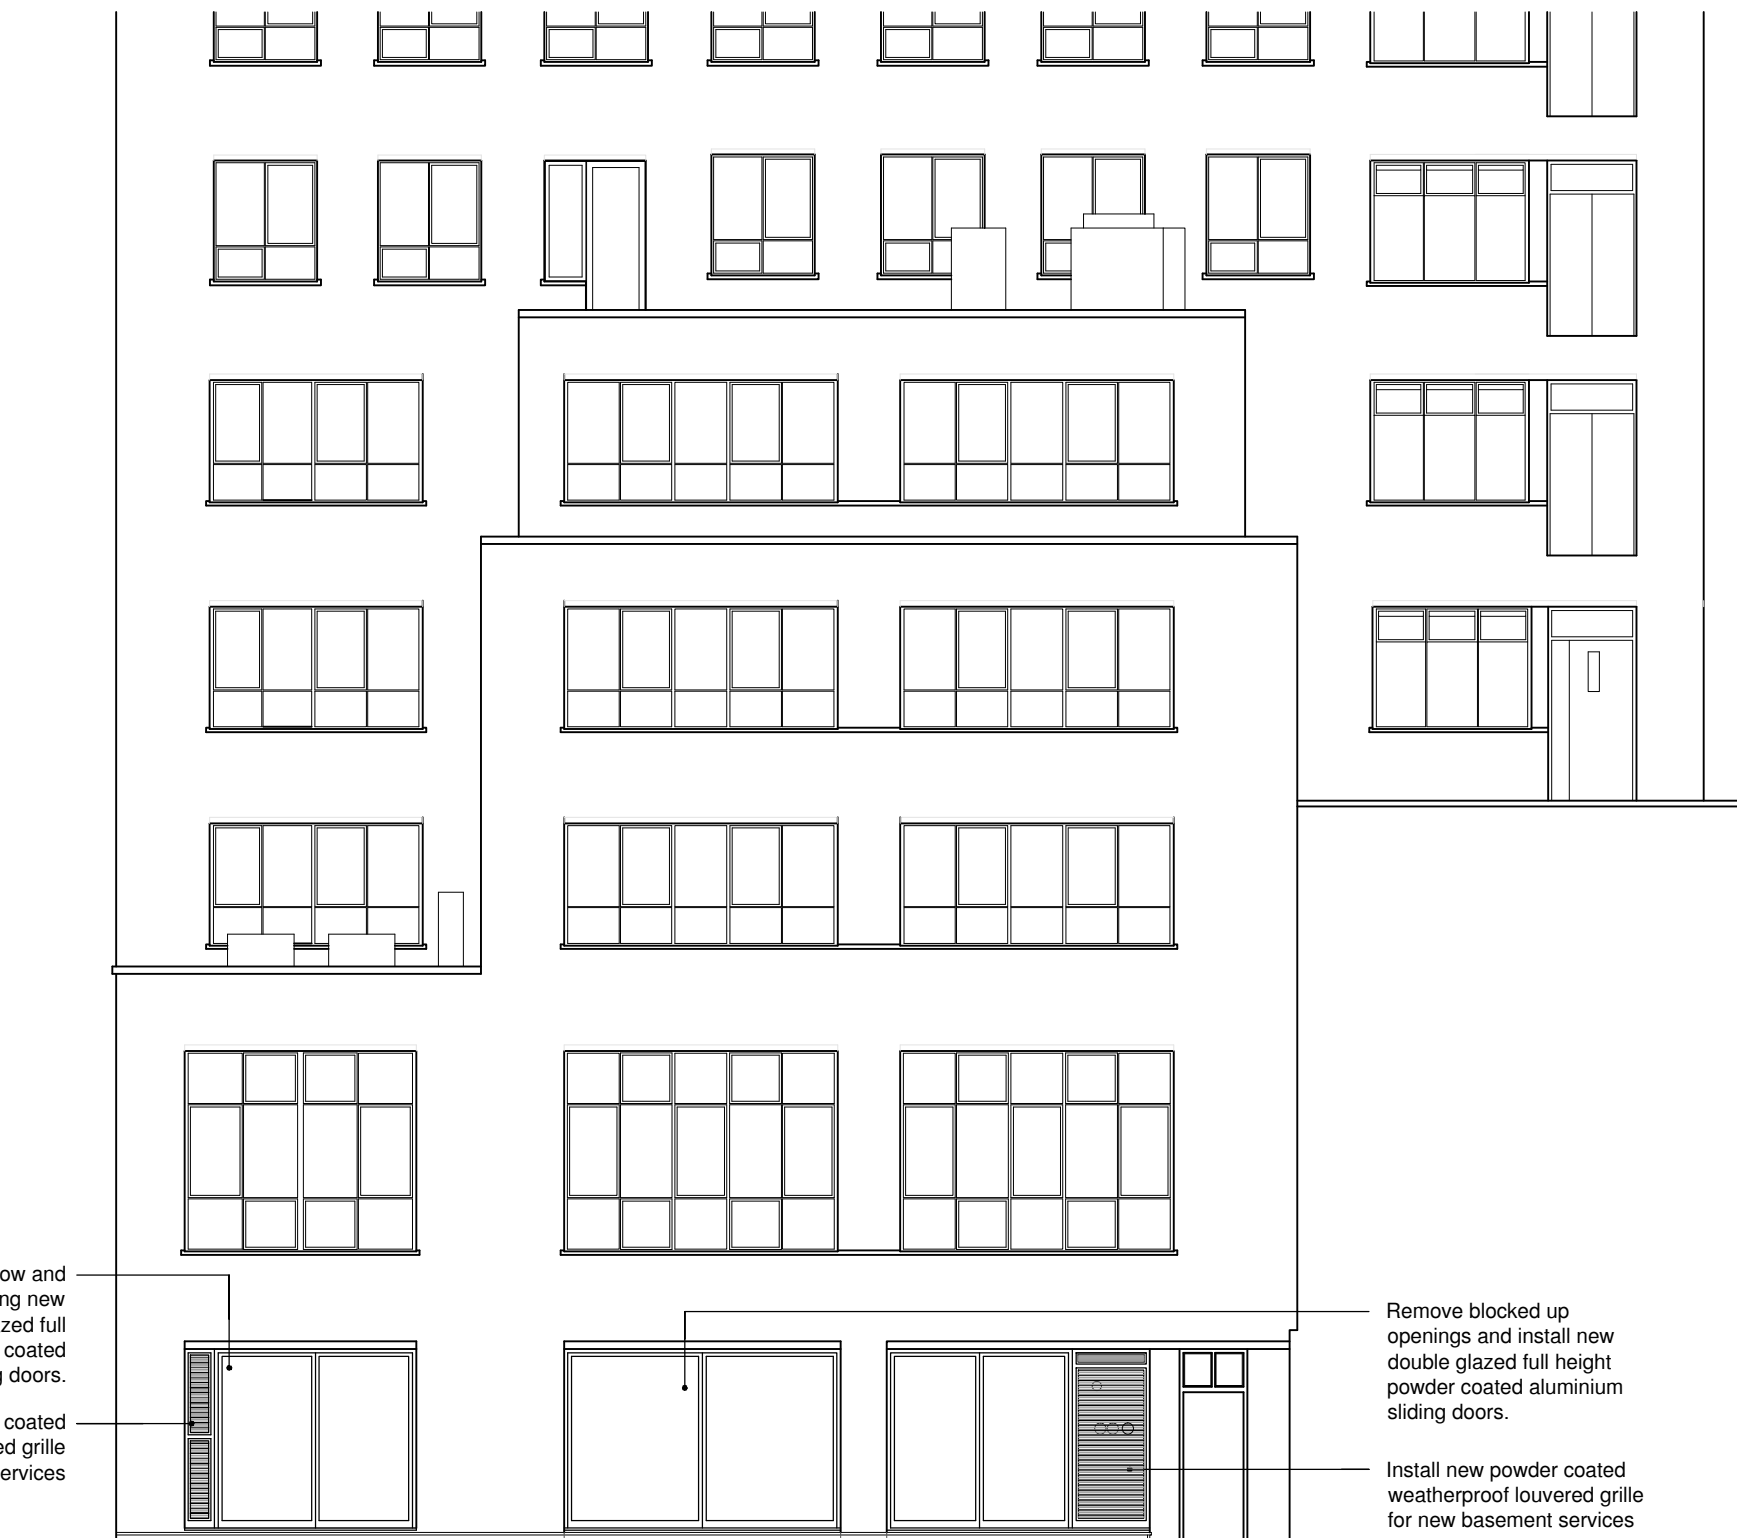 ow and
ng new
zed full
coated
g doors.
coated
ed grille
ervices
Remove blocked up
openings and install new
double glazed full height
powder coated aluminium
sliding doors.
Install new powder coated
weatherproof louvered grille
for new basement services